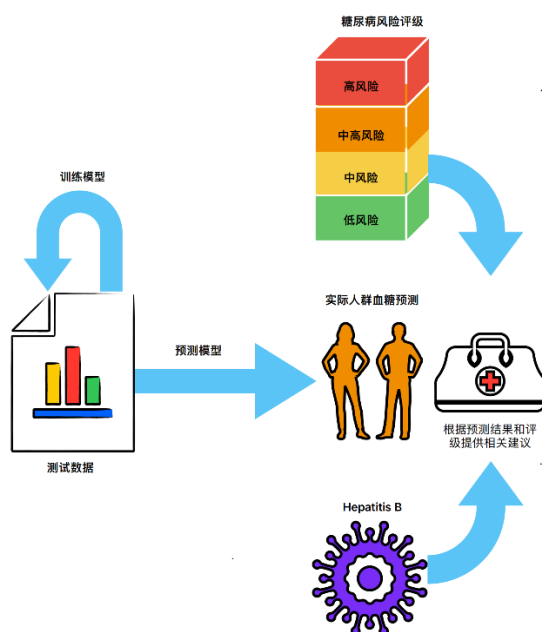 糖尿病风险评级
高风险
中高风险
中风险
低风险
训练模型
实际人群血糖预测
预测模型
根据预测结果和评
级提供相关建议
测试数据
Hepatitis B